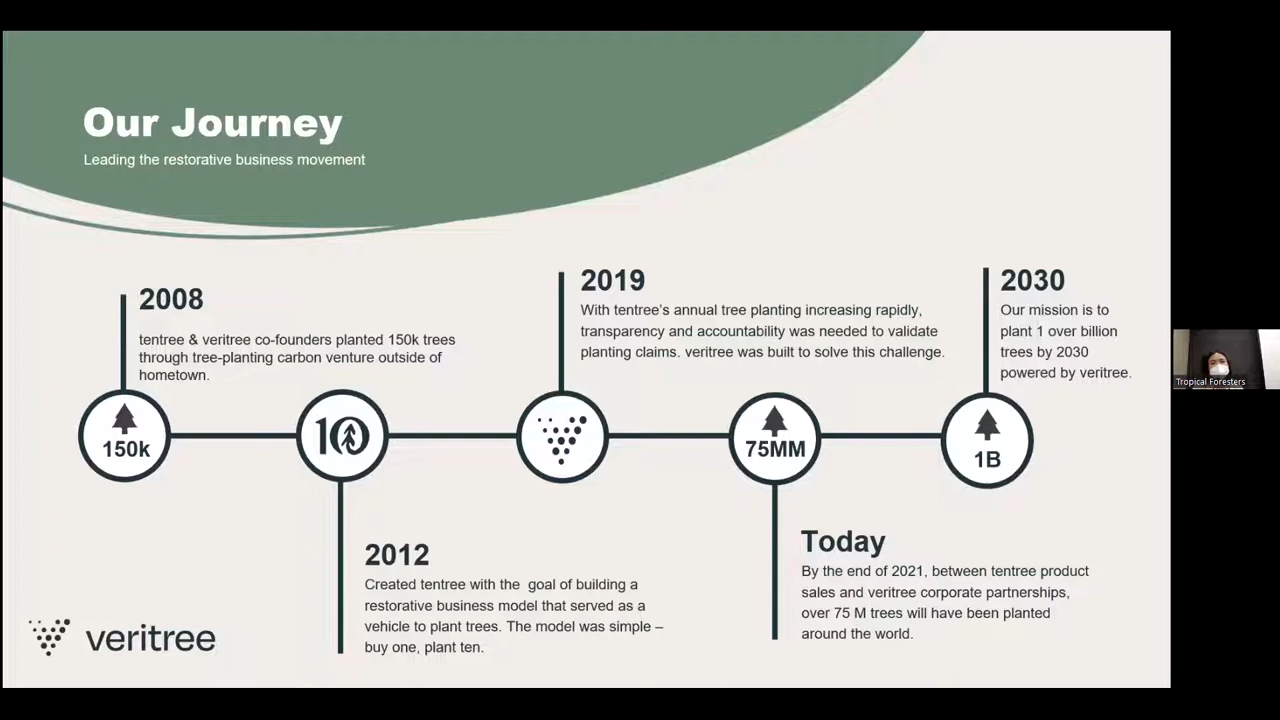 Our Journey
Leading the restorative business movement
2008
tentree & veritree co-founders planted 150k trees
through tree-planting carbon venture outside of
hometown.
2019
With tentree's annual tree planting increasing rapidly,
transparency and accountability was needed to validate
planting claims. veritree was built to solve this challenge.
2030
Our mission is to
plant 1 over billion
trees by 2030
powered by veritree.
150k
10
75MM
1B
2012
Created tentree with the  goal of building a
restorative business model that served as a
vehicle to plant trees. The model was simple –
buy one, plant ten.
Today
By the end of 2021, between tentree product
sales and veritree corporate partnerships,
over 75 M trees will have been planted
around the world.
veritree
Tropical Foresters